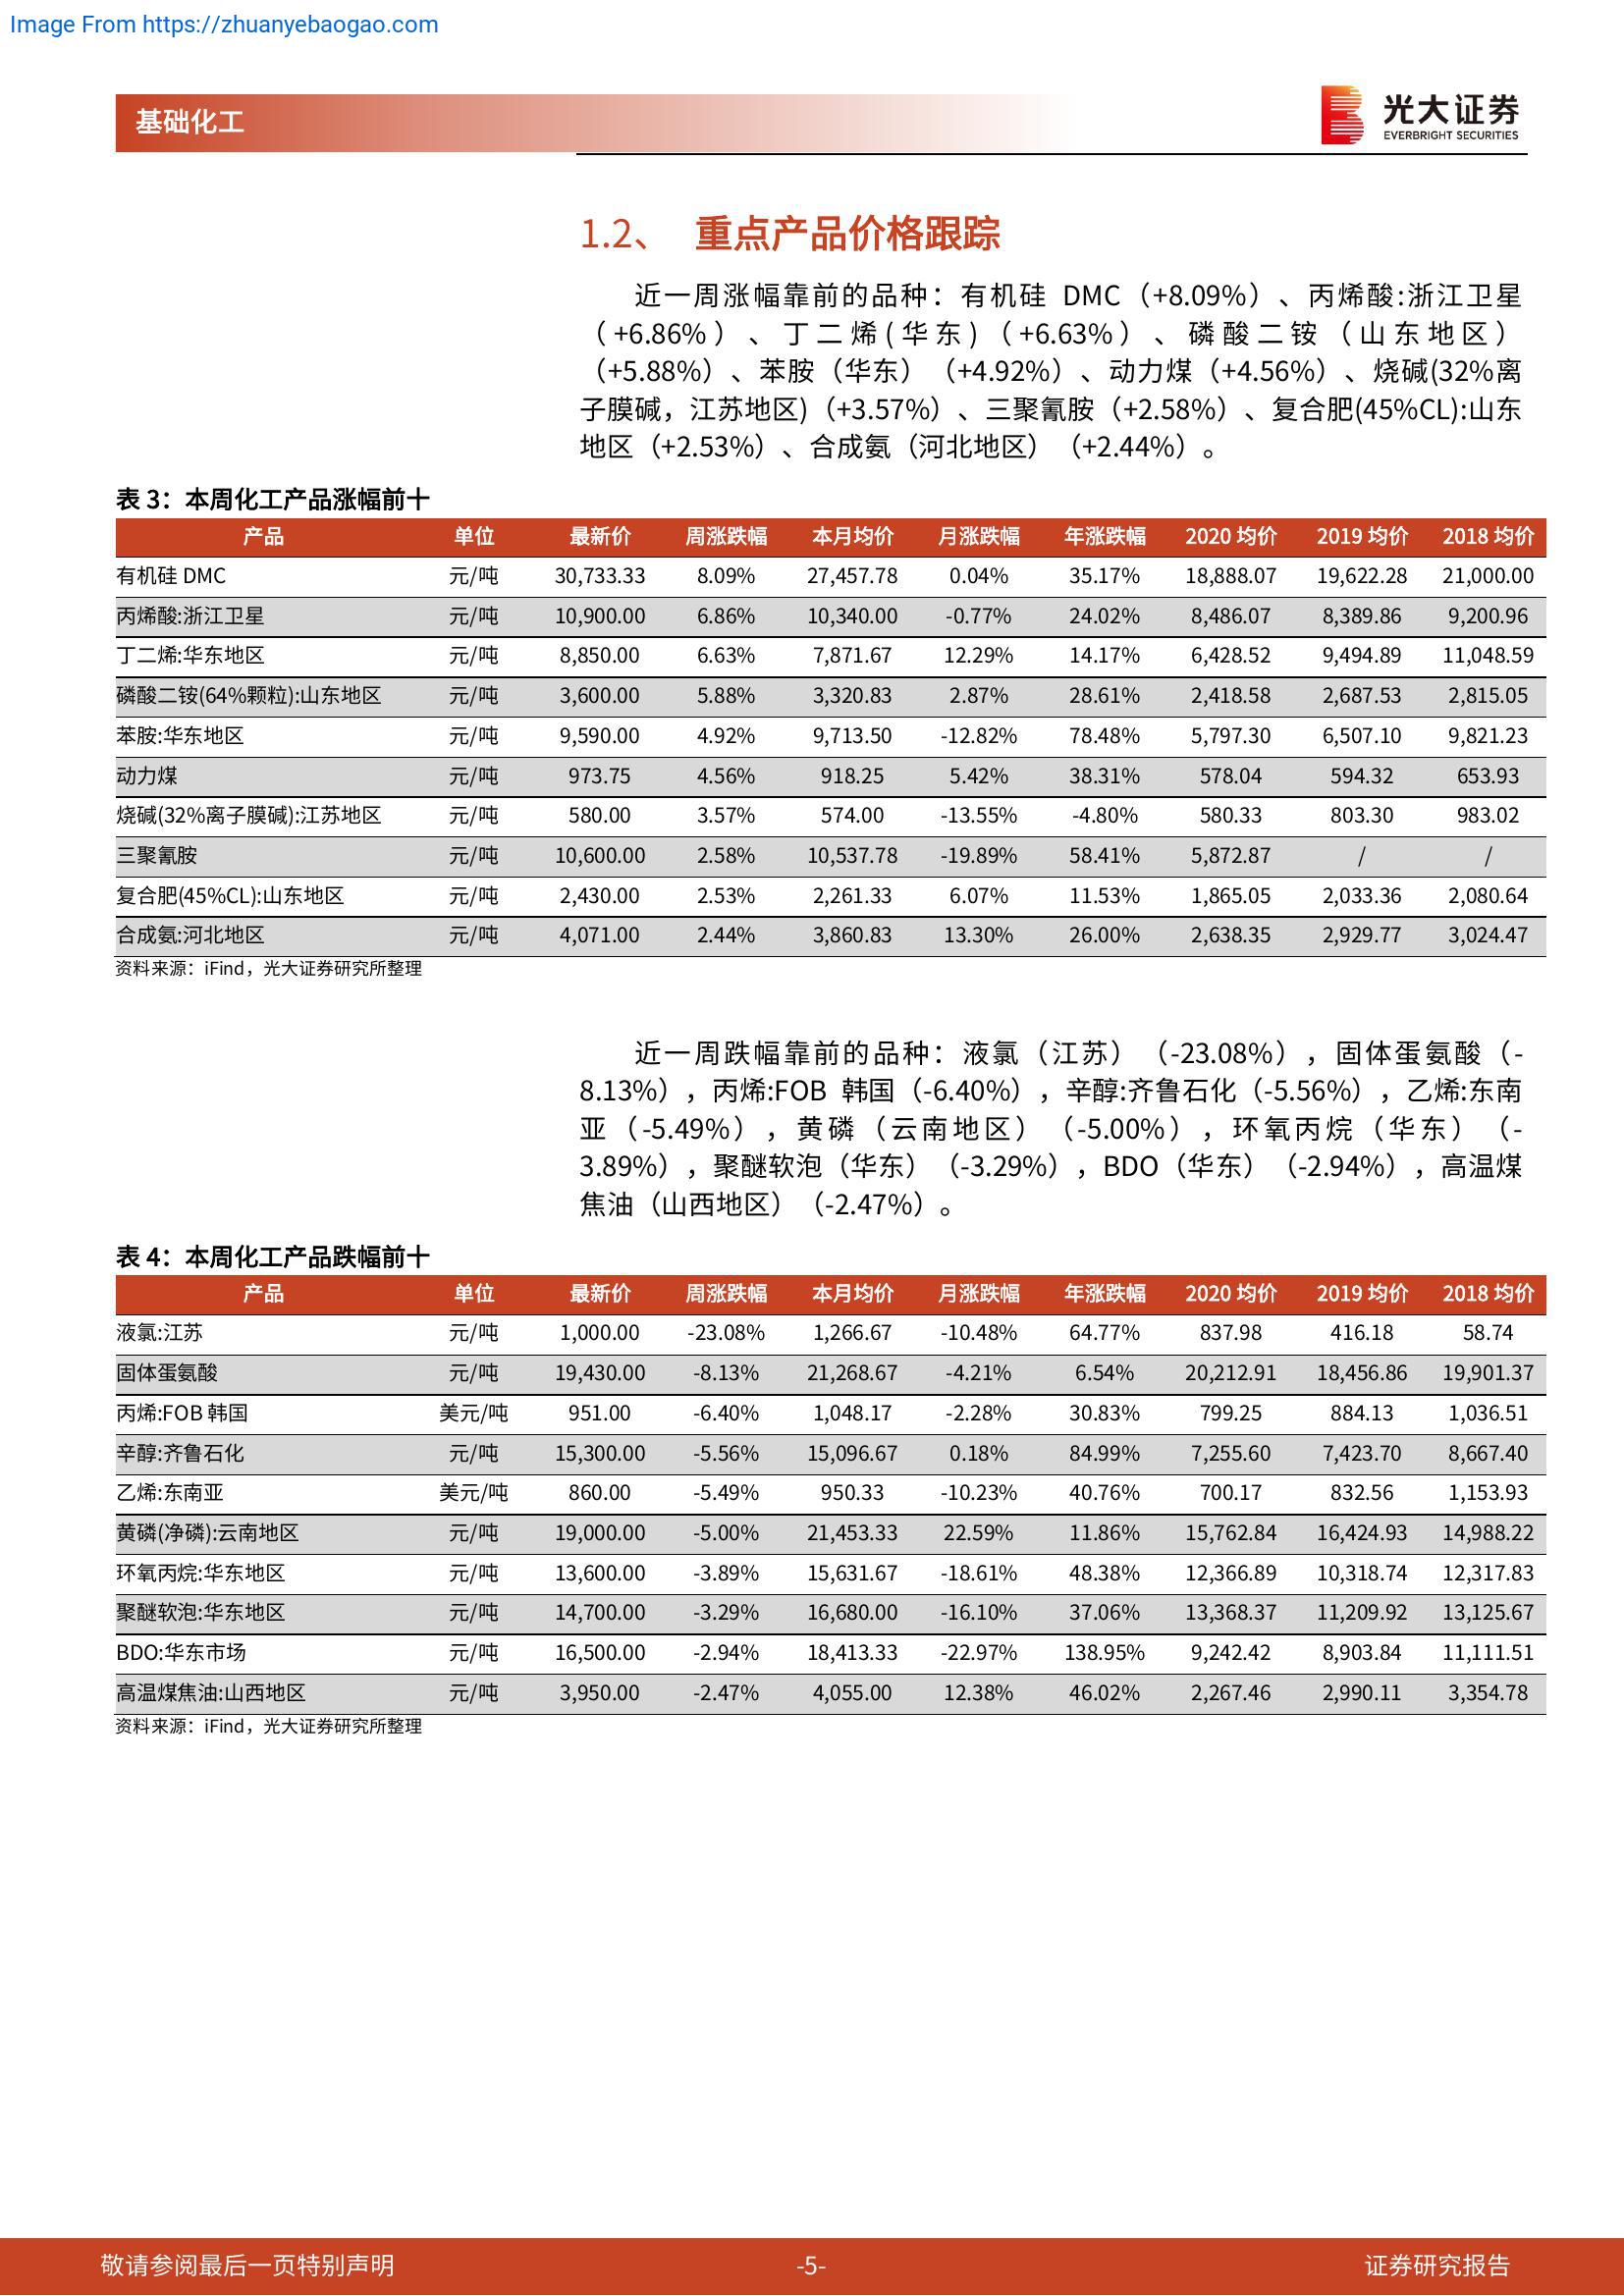 Image From https://zhuanyebaogao.com
基础化工
光大证券
EVERBRIGHT SECURITIES
1.2、 重点产品价格跟踪
近一周涨幅靠前的品种：有机硅 DMC（+8.09%）、丙烯酸:浙江卫星
（+6.86%）、丁二烯(华东)（+6.63%）、磷酸二铵（山东地区）
（+5.88%）、苯胺（华东）（+4.92%）、动力煤（+4.56%）、烧碱(32%离
子膜碱，江苏地区)（+3.57%）、三聚氰胺（+2.58%）、复合肥(45%CL):山东
地区（+2.53%）、合成氨（河北地区）（+2.44%）。
表 3：本周化工产品涨幅前十
产品 单位 最新价 周涨跌幅 本月均价 月涨跌幅 年涨跌幅 2020 均价 2019 均价 2018 均价
有机硅 DMC 元/吨 30,733.33 8.09% 27,457.78 0.04% 35.17% 18,888.07 19,622.28 21,000.00
丙烯酸:浙江卫星 元/吨 10,900.00 6.86% 10,340.00 -0.77% 24.02% 8,486.07 8,389.86 9,200.96
丁二烯:华东地区 元/吨 8,850.00 6.63% 7,871.67 12.29% 14.17% 6,428.52 9,494.89 11,048.59
磷酸二铵(64%颗粒):山东地区 元/吨 3,600.00 5.88% 3,320.83 2.87% 28.61% 2,418.58 2,687.53 2,815.05
苯胺:华东地区 元/吨 9,590.00 4.92% 9,713.50 -12.82% 78.48% 5,797.30 6,507.10 9,821.23
动力煤 元/吨 973.75 4.56% 918.25 5.42% 38.31% 578.04 594.32 653.93
烧碱(32%离子膜碱):江苏地区 元/吨 580.00 3.57% 574.00 -13.55% -4.80% 580.33 803.30 983.02
三聚氰胺 元/吨 10,600.00 2.58% 10,537.78 -19.89% 58.41% 5,872.87 / /
复合肥(45%CL):山东地区 元/吨 2,430.00 2.53% 2,261.33 6.07% 11.53% 1,865.05 2,033.36 2,080.64
合成氨:河北地区 元/吨 4,071.00 2.44% 3,860.83 13.30% 26.00% 2,638.35 2,929.77 3,024.47
资料来源：iFind，光大证券研究所整理
近一周跌幅靠前的品种：液氯（江苏）（-23.08%），固体蛋氨酸（-
8.13%），丙烯:FOB 韩国（-6.40%），辛醇:齐鲁石化（-5.56%），乙烯:东南
亚（-5.49%），黄磷（云南地区）（-5.00%），环氧丙烷（华东）（-
3.89%），聚醚软泡（华东）（-3.29%），BDO（华东）（-2.94%），高温煤
焦油（山西地区）（-2.47%）。
表 4：本周化工产品跌幅前十
产品 单位 最新价 周涨跌幅 本月均价 月涨跌幅 年涨跌幅 2020 均价 2019 均价 2018 均价
液氯:江苏 元/吨 1,000.00 -23.08% 1,266.67 -10.48% 64.77% 837.98 416.18 58.74
固体蛋氨酸 元/吨 19,430.00 -8.13% 21,268.67 -4.21% 6.54% 20,212.91 18,456.86 19,901.37
丙烯:FOB 韩国 美元/吨 951.00 -6.40% 1,048.17 -2.28% 30.83% 799.25 884.13 1,036.51
辛醇:齐鲁石化 元/吨 15,300.00 -5.56% 15,096.67 0.18% 84.99% 7,255.60 7,423.70 8,667.40
乙烯:东南亚 美元/吨 860.00 -5.49% 950.33 -10.23% 40.76% 700.17 832.56 1,153.93
黄磷(净磷):云南地区 元/吨 19,000.00 -5.00% 21,453.33 22.59% 11.86% 15,762.84 16,424.93 14,988.22
环氧丙烷:华东地区 元/吨 13,600.00 -3.89% 15,631.67 -18.61% 48.38% 12,366.89 10,318.74 12,317.83
聚醚软泡:华东地区 元/吨 14,700.00 -3.29% 16,680.00 -16.10% 37.06% 13,368.37 11,209.92 13,125.67
BDO:华东市场 元/吨 16,500.00 -2.94% 18,413.33 -22.97% 138.95% 9,242.42 8,903.84 11,111.51
高温煤焦油:山西地区 元/吨 3,950.00 -2.47% 4,055.00 12.38% 46.02% 2,267.46 2,990.11 3,354.78
资料来源：iFind，光大证券研究所整理
敬请参阅最后一页特别声明 -5- 证券研究报告